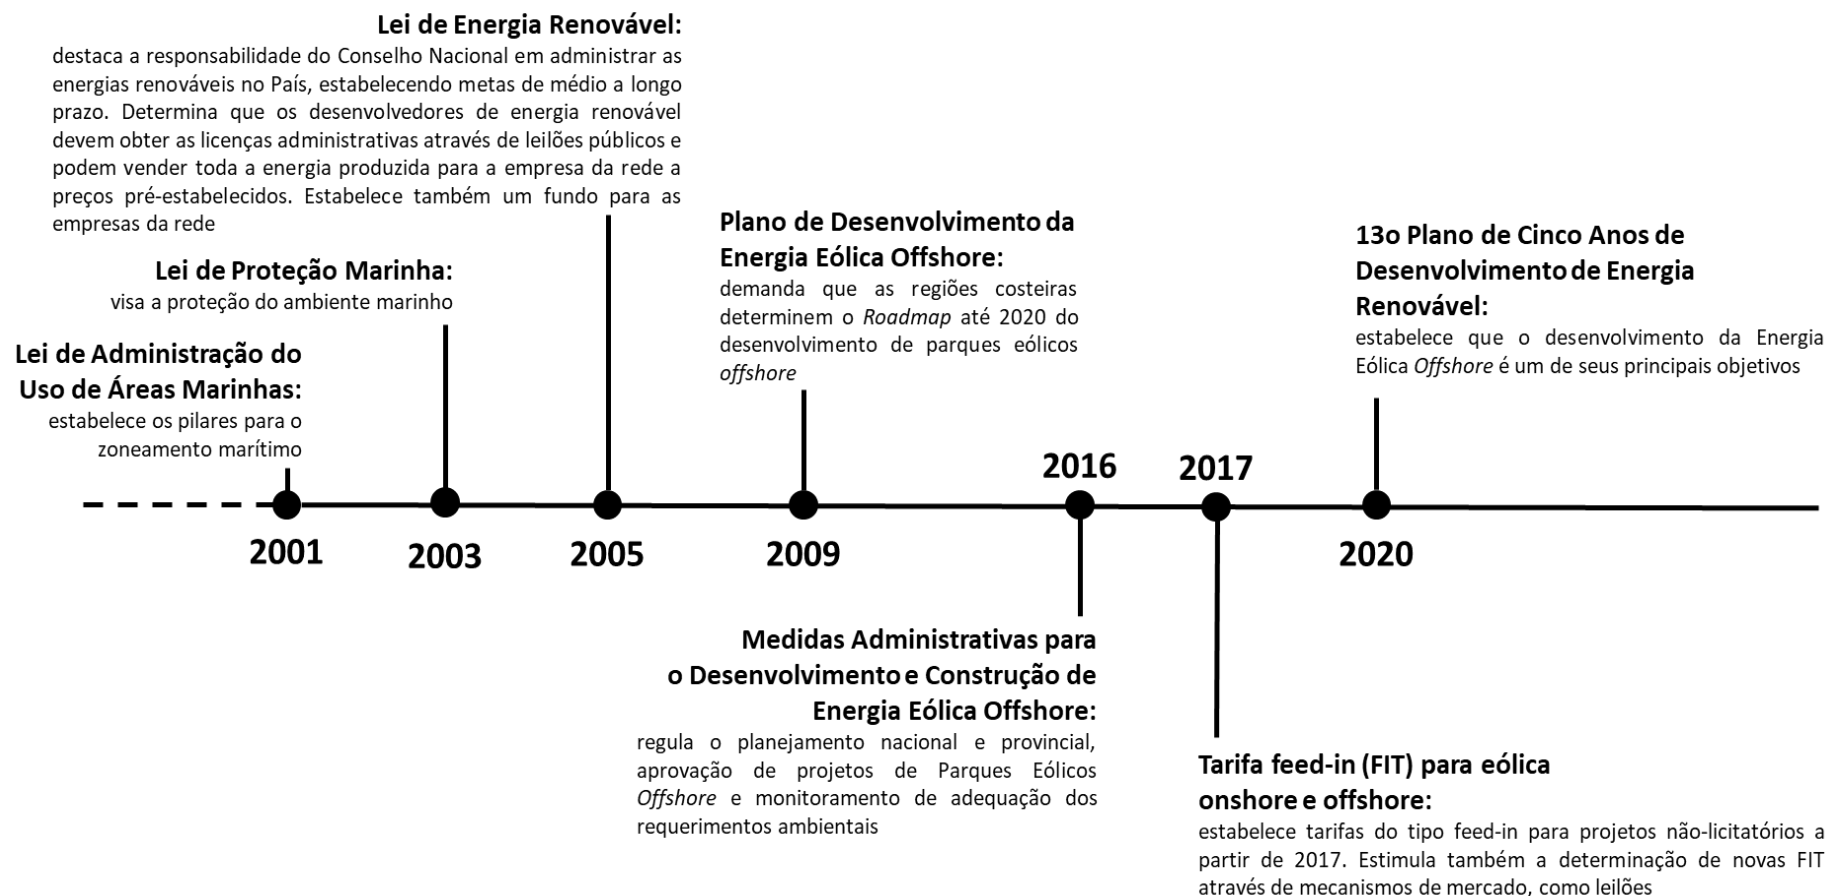 Lei de Energia Renovável:
destaca a responsabilidade do Conselho Nacional em administrar as
energias renováveis no País, estabelecendo metas de médio a longo
prazo. Determina que os desenvolvedores de energia renovável
devem obter as licenças administrativas através de leilões públicos e
podem vender toda a energia produzida para a empresa da rede a
preços pré-estabelecidos. Estabelece também um fundo para as
empresas da rede
Lei de Proteção Marinha:
visa a proteção do ambiente marinho
Lei de Administração do
Uso de Áreas Marinhas:
estabelece os pilares para o
zoneamento marítimo
Plano de Desenvolvimento da
Energia Eólica Offshore:
demanda que as regiões costeiras
determinem o Roadmap até 2020 do
desenvolvimento de parques eólicos
offshore
13o Plano de Cinco Anos de
Desenvolvimento de Energia
Renovável:
estabelece que o desenvolvimento da Energia
Eólica Offshore é um de seus principais objetivos
2001
2003
2005
2009
2016
2017
2020
Medidas Administrativas para
o Desenvolvimento e Construção de
Energia Eólica Offshore:
regula o planejamento nacional e provincial,
aprovação de projetos de Parques Eólicos
Offshore e monitoramento de adequação dos
requerimentos ambientais
Tarifa feed-in (FIT) para eólica
onshore e offshore:
estabelece tarifas do tipo feed-in para projetos não-licitatórios a
partir de 2017. Estimula também a determinação de novas FIT
através de mecanismos de mercado, como leilões